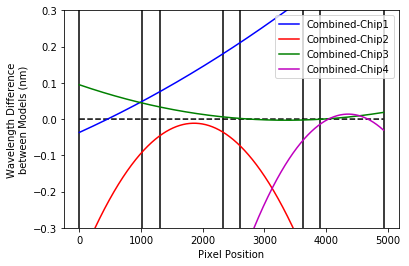 0.3
0.2
0.1
0.0
−0.1
−0.2
−0.3
Wavelength Difference
between Models (nm)
Combined-Chip1
Combined-Chip2
Combined-Chip3
Combined-Chip4
0 1000 2000 3000 4000 5000
Pixel Position